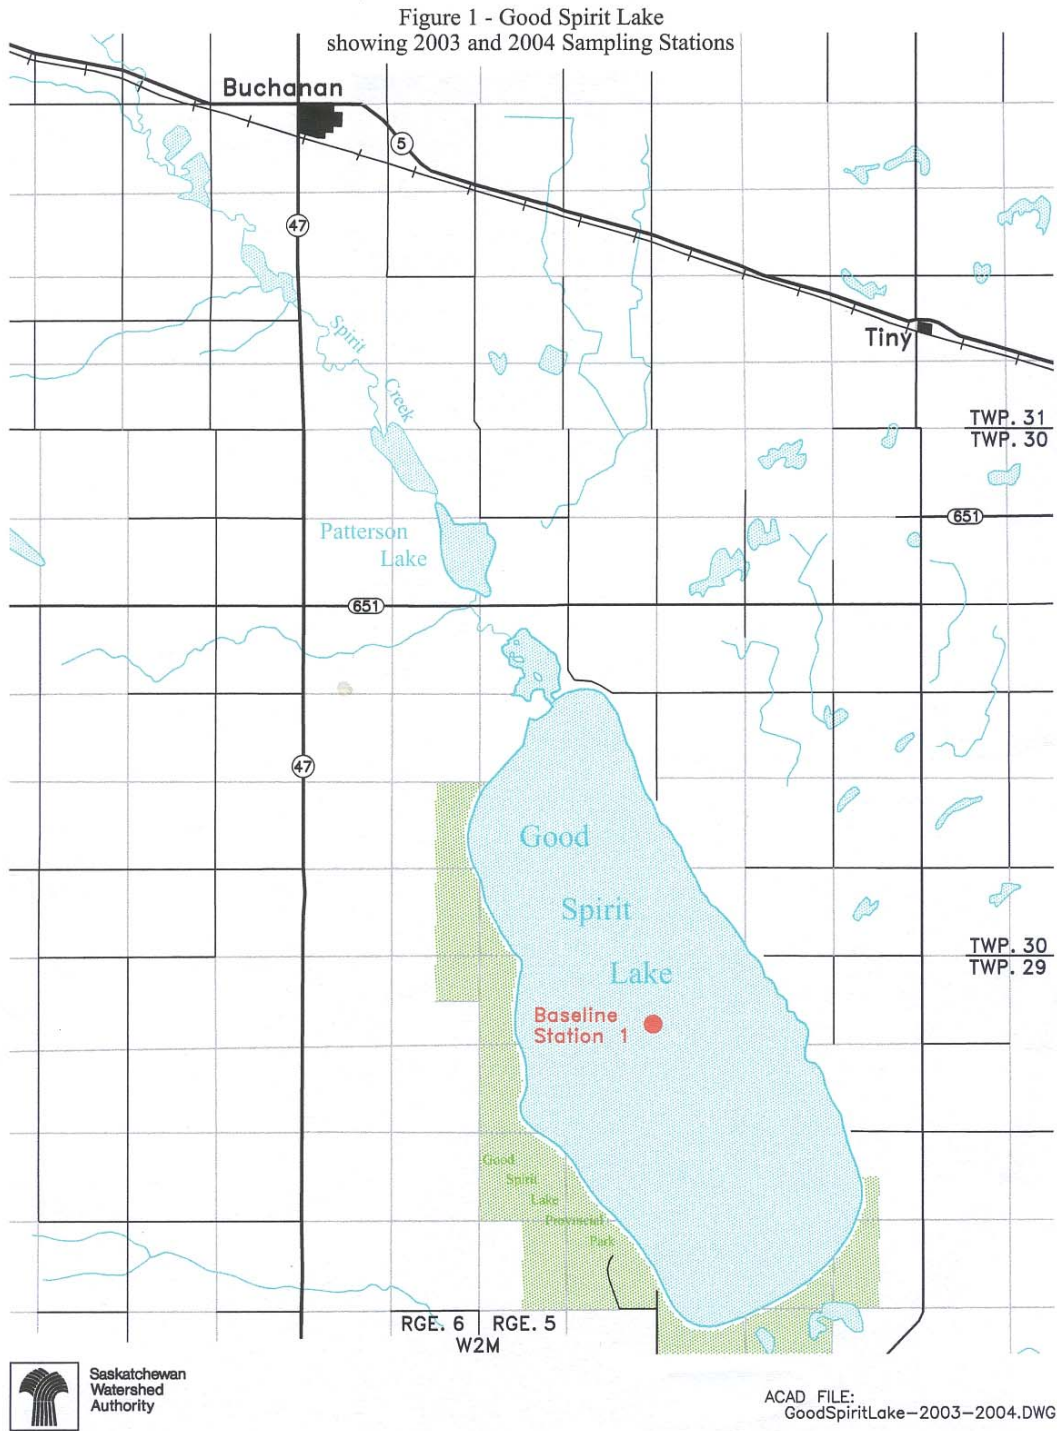 Figure 1 - Good Spirit Lake
showing 2003 and 2004 Sampling Stations
Buchanan
5
47
Spirit
Creek
Tiny
TWP. 31
TWP. 30
651
Patterson
Lake
651
47
Good
Spirit
Lake
TWP. 30
TWP. 29
Baseline
Station 1
Good
Spirit
Lake
Provincial
Park
RGE. 6
RGE. 5
W2M
Saskatchewan
Watershed
Authority
ACAD FILE:
GoodSpiritLake-2003-2004.DWG